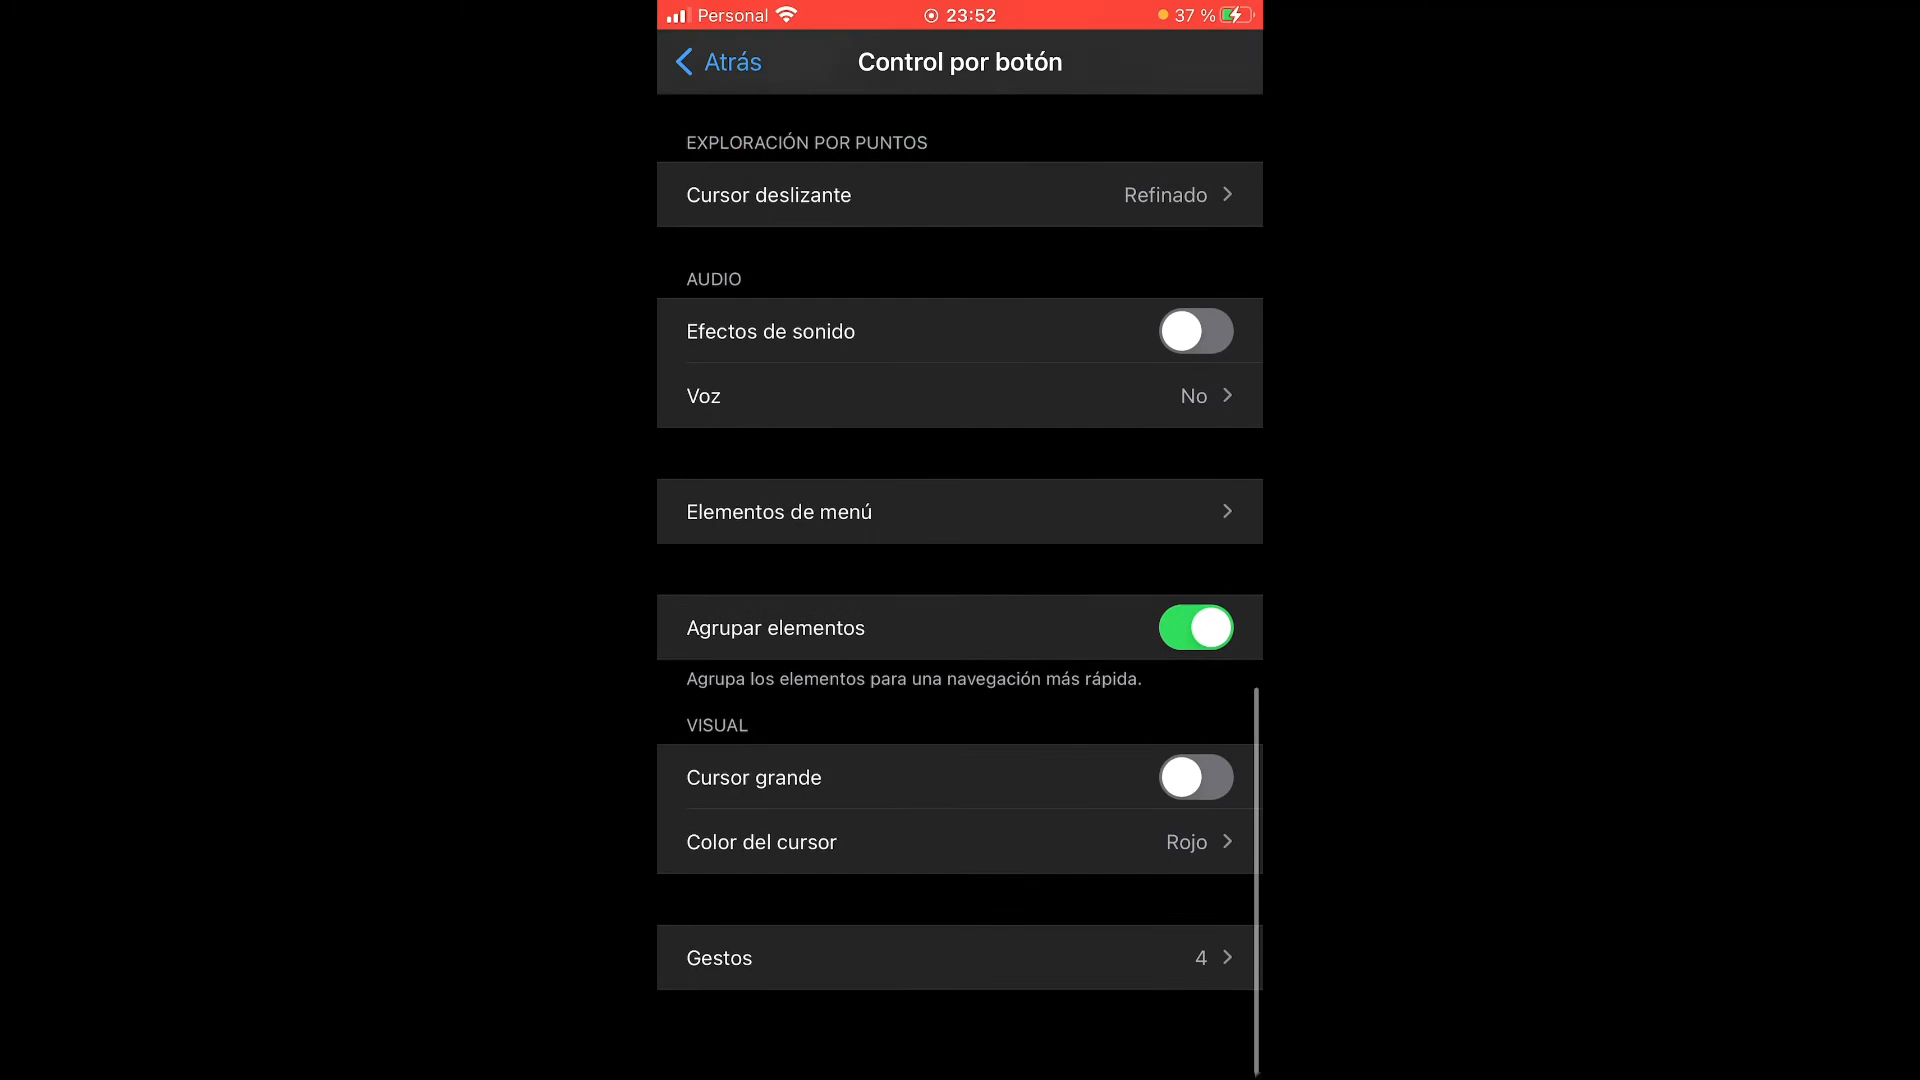 Personal 23:52 37 %
Atrás Control por botón
EXPLORACIÓN POR PUNTOS
Cursor deslizante Refinado
AUDIO
Efectos de sonido
Voz No
Elementos de menú
Agrupar elementos
Agrupa los elementos para una navegación más rápida.
VISUAL
Cursor grande
Color del cursor Rojo
Gestos 4